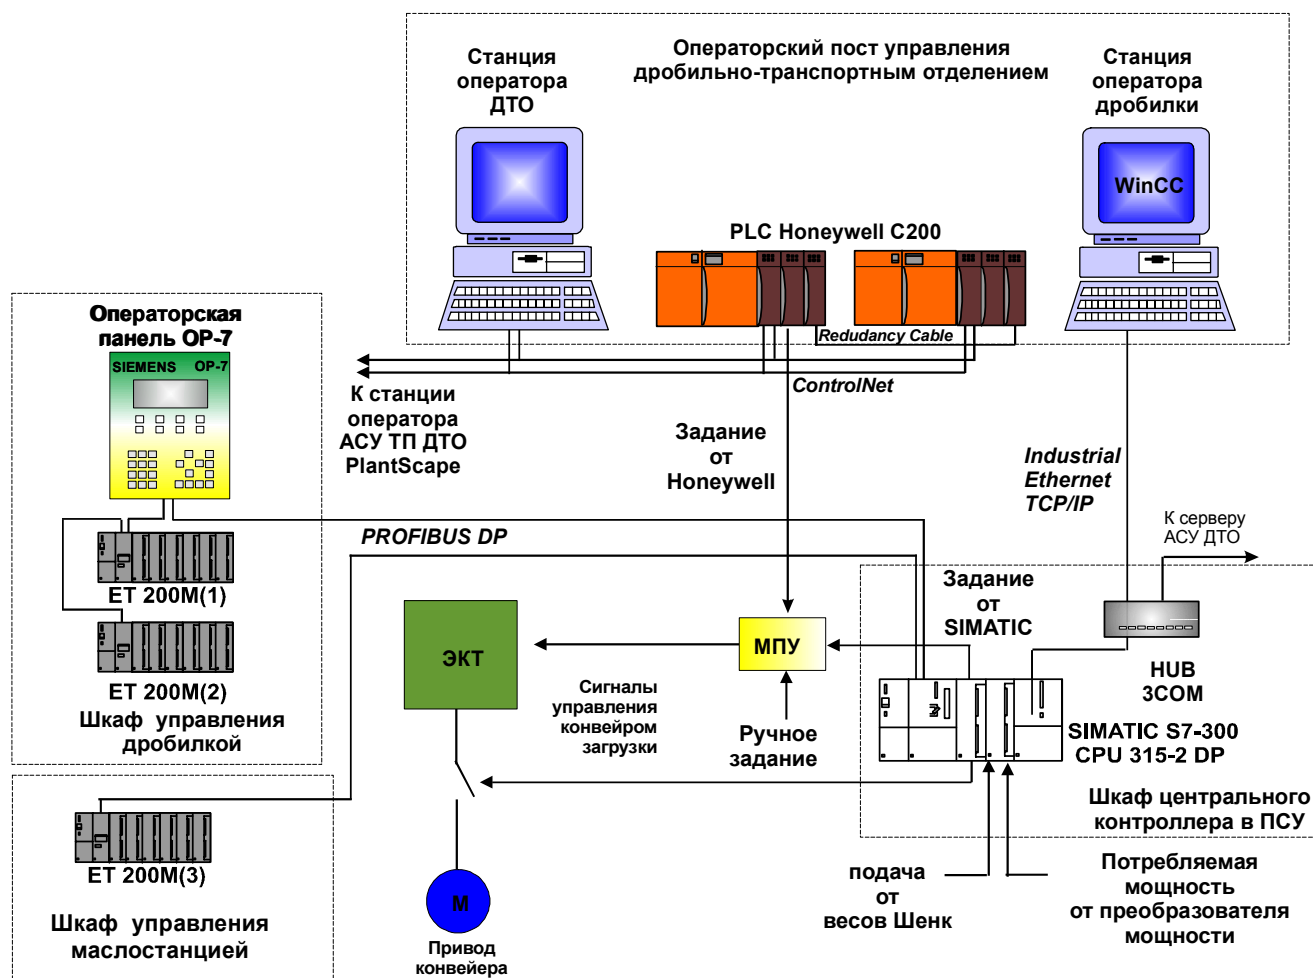 Станция
оператора
ДТО
Операторский пост управления
дробильно-транспортным отделением
Станция
оператора
дробилки
WinCC
PLC Honeywell C200
Redudancy Cable
ControlNet
Операторская
панель OP-7
SIEMENS OP-7
К станции
оператора
АСУ ТП ДТО
PlantScape
Задание
от
Honeywell
Industrial
Ethernet
TCP/IP
К серверу
АСУ ДТО
PROFIBUS DP
ET 200M(1)
ET 200M(2)
Шкаф управления
дробилкой
ЭКТ
МПУ
Задание
от
SIMATIC
HUB
3COM
Сигналы
управления
конвейром
загрузки
Ручное
задание
SIMATIC S7-300
CPU 315-2 DP
Шкаф центрального
контроллера в ПСУ
ET 200M(3)
Шкаф управления
маслостанцией
М
Привод
конвейера
подача
от
весов Шенк
Потребляемая
мощность
от преобразователя
мощности